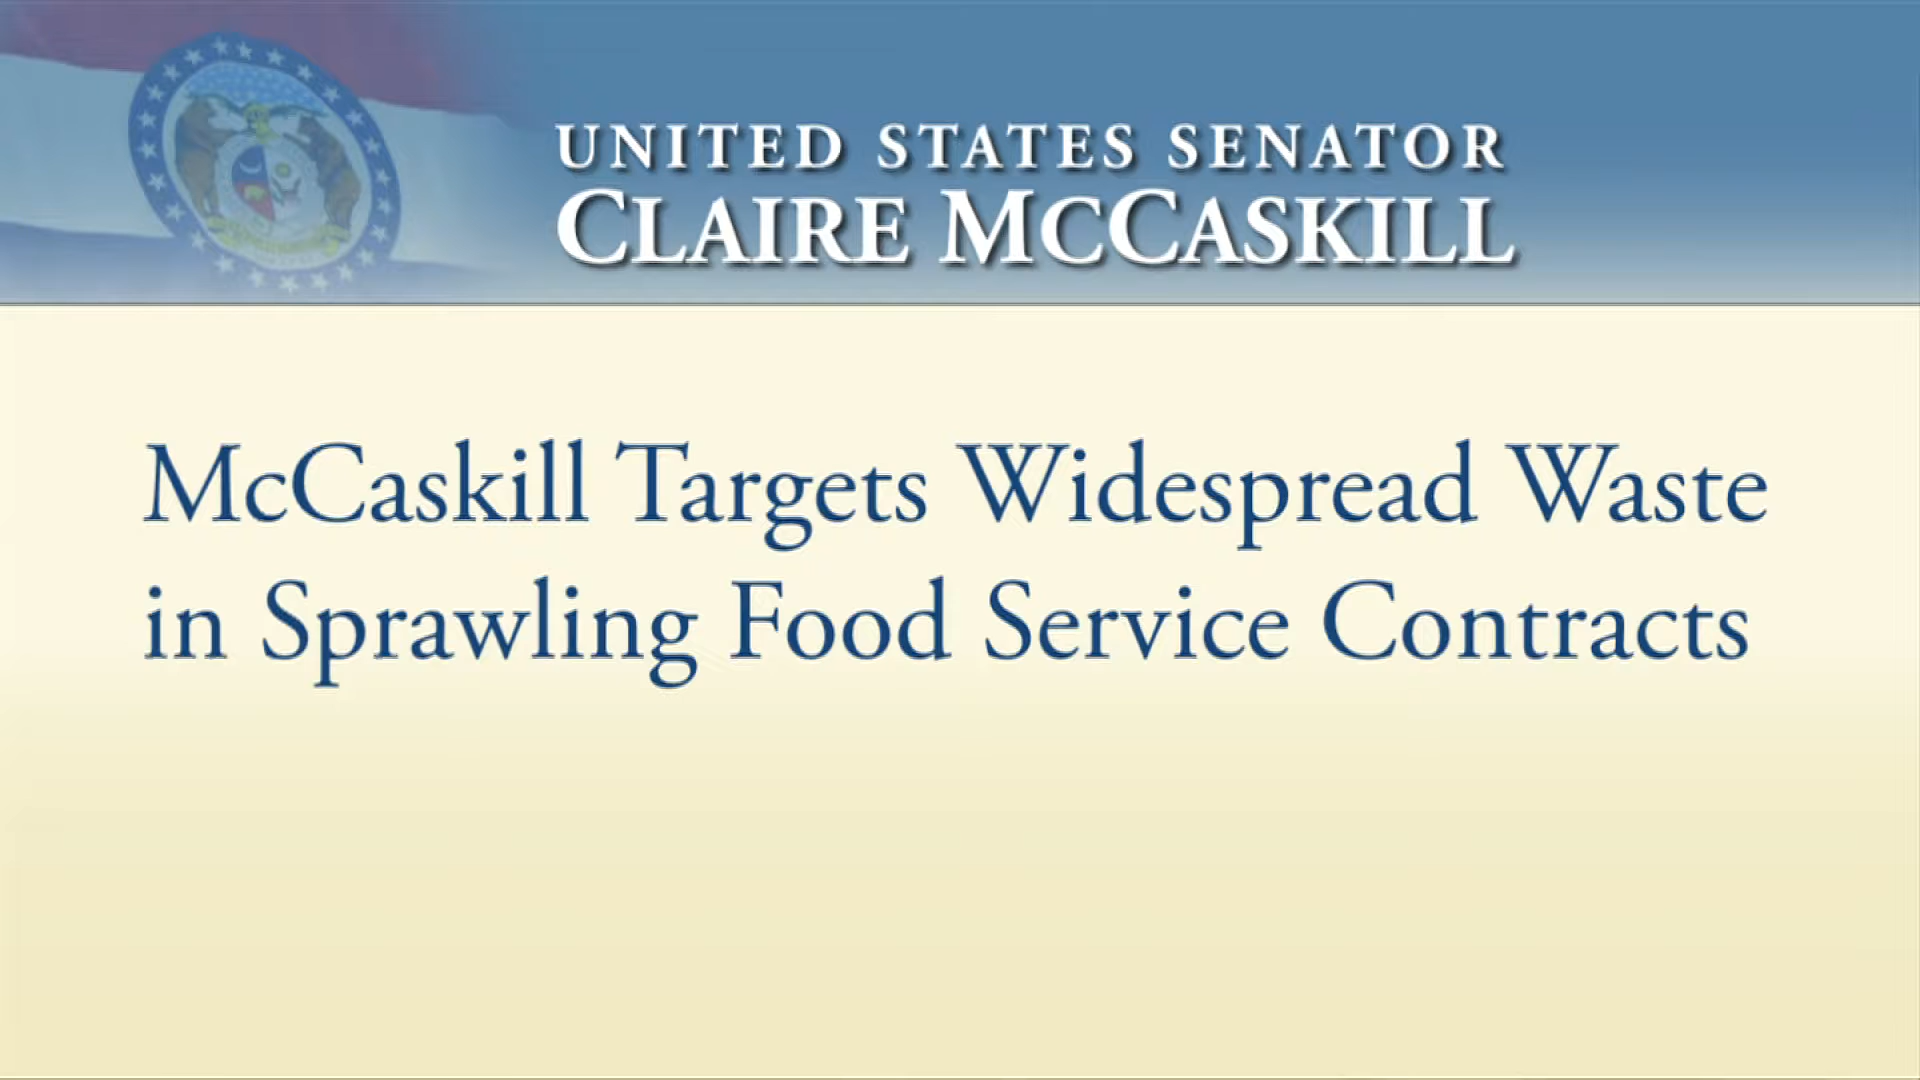 UNITED STATES SENATOR
CLAIRE MCCASKILL
McCaskill Targets Widespread Waste
in Sprawling Food Service Contracts